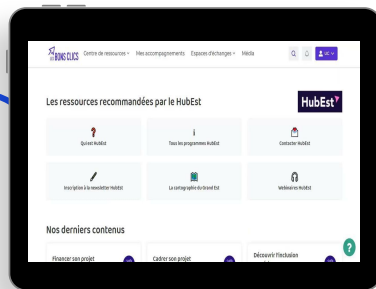 LES BONS CLICS
Centre de ressources
Mes accompagnements
Espaces d'échanges
Média
Les ressources recommandées par le HubEst
HubEst
?
Qui est HubEst
i
Tous les programmes HubEst
Contacter HubEst
Inscription à la newsletter HubEst
La cartographie du Grand Est
Webinaires HubEst
Nos derniers contenus
Financer son projet
Cadrer son projet
Découvrir l'inclusion
?